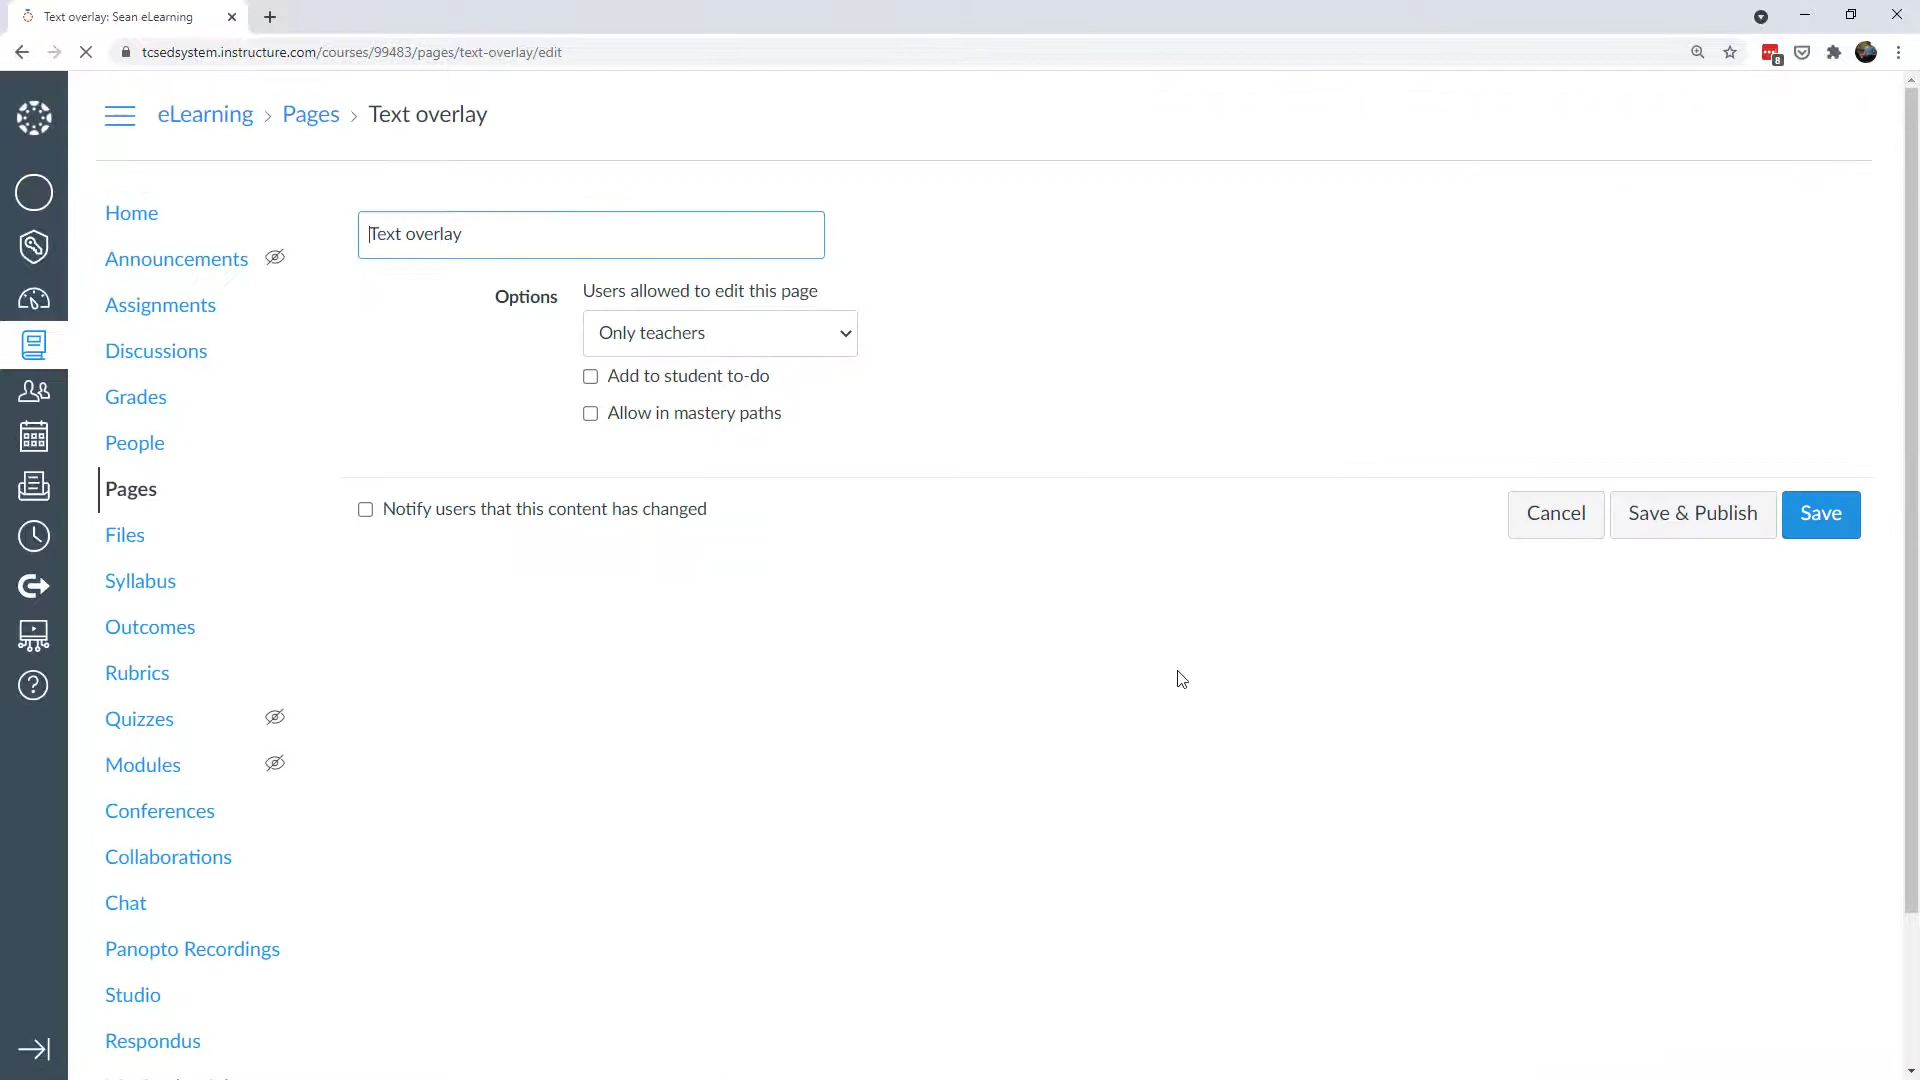 Text overlay: Sean eLearning
tcsedsystem.instructure.com/courses/99483/pages/text-overlay/edit
8
eLearning > Pages > Text overlay
Home
Announcements
Assignments
Discussions
Grades
People
Pages
Files
Syllabus
Outcomes
Rubrics
Quizzes
Modules
Conferences
Collaborations
Chat
Panopto Recordings
Studio
Respondus
Text overlay
Options
Users allowed to edit this page
Only teachers
Add to student to-do
Allow in mastery paths
Notify users that this content has changed
Cancel
Save & Publish
Save